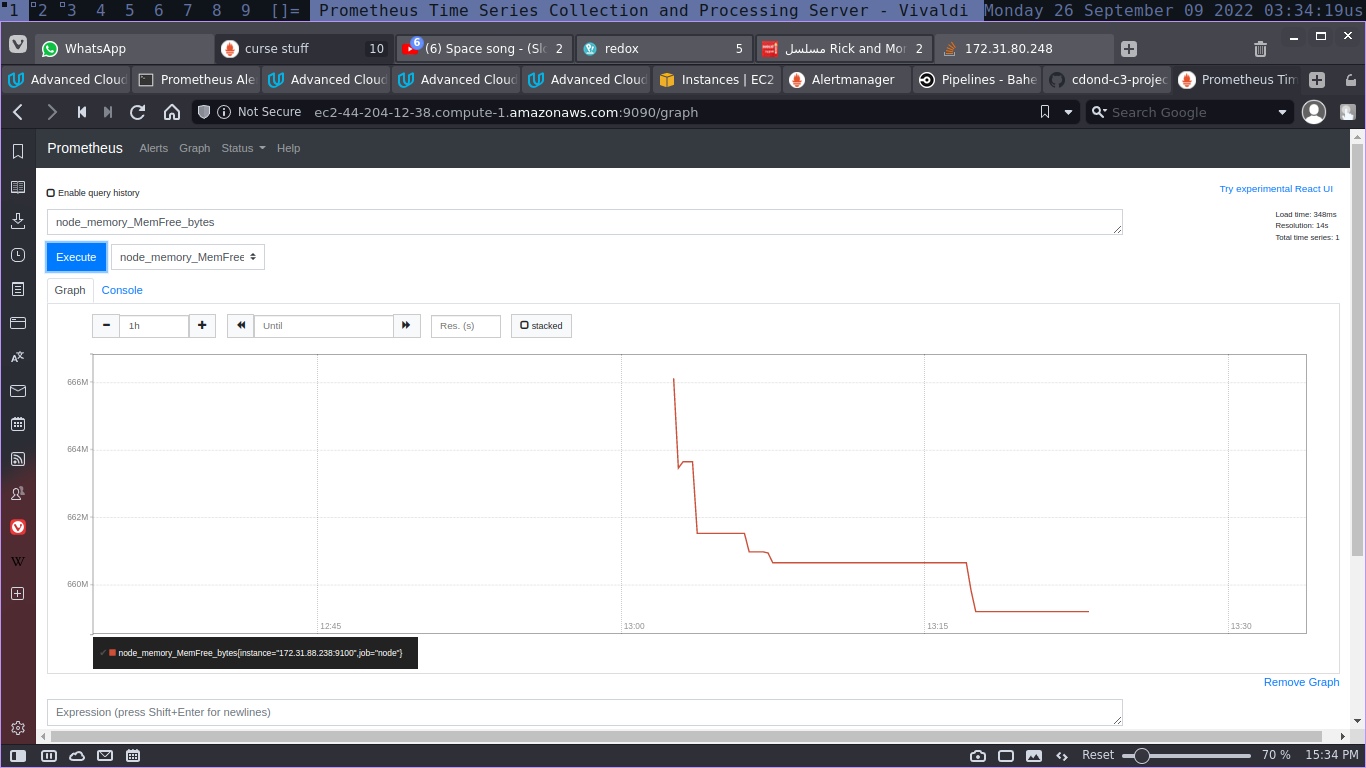 1 2 3 4 5 6 7 8 9 []= Prometheus Time Series Collection and Processing Server - Vivaldi Monday 26 September 09 2022 03:34:19us
WhatsApp curse stuff 10 6 (6) Space song - (Slo 2 redox 5 مسلسل Rick and Mor 2 172.31.80.248
Advanced Cloud Prometheus Ale Advanced Cloud Advanced Cloud Advanced Cloud Instances | EC2 Alertmanager Pipelines - Bahe cdond-c3-projec Prometheus Tim
Not Secure ec2-44-204-12-38.compute-1.amazonaws.com:9090/graph Search Google
Prometheus Alerts Graph Status Help
Enable query history
Try experimental React UI
node_memory_MemFree_bytes
Load time: 348ms
Resolution: 14s
Total time series: 1
Execute node_memory_MemFree
Graph Console
1h Until Res. (s) stacked
666M
664M
662M
660M
12:45 13:00 13:15 13:30
node_memory_MemFree_bytes{instance="172.31.88.238:9100",job="node"}
Remove Graph
Expression (press Shift+Enter for newlines)
Reset 70 % 15:34 PM